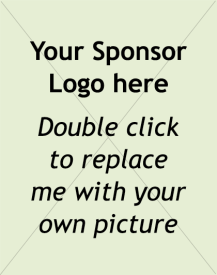 Your Sponsor
Logo here
Double click
to replace
me with your
own picture